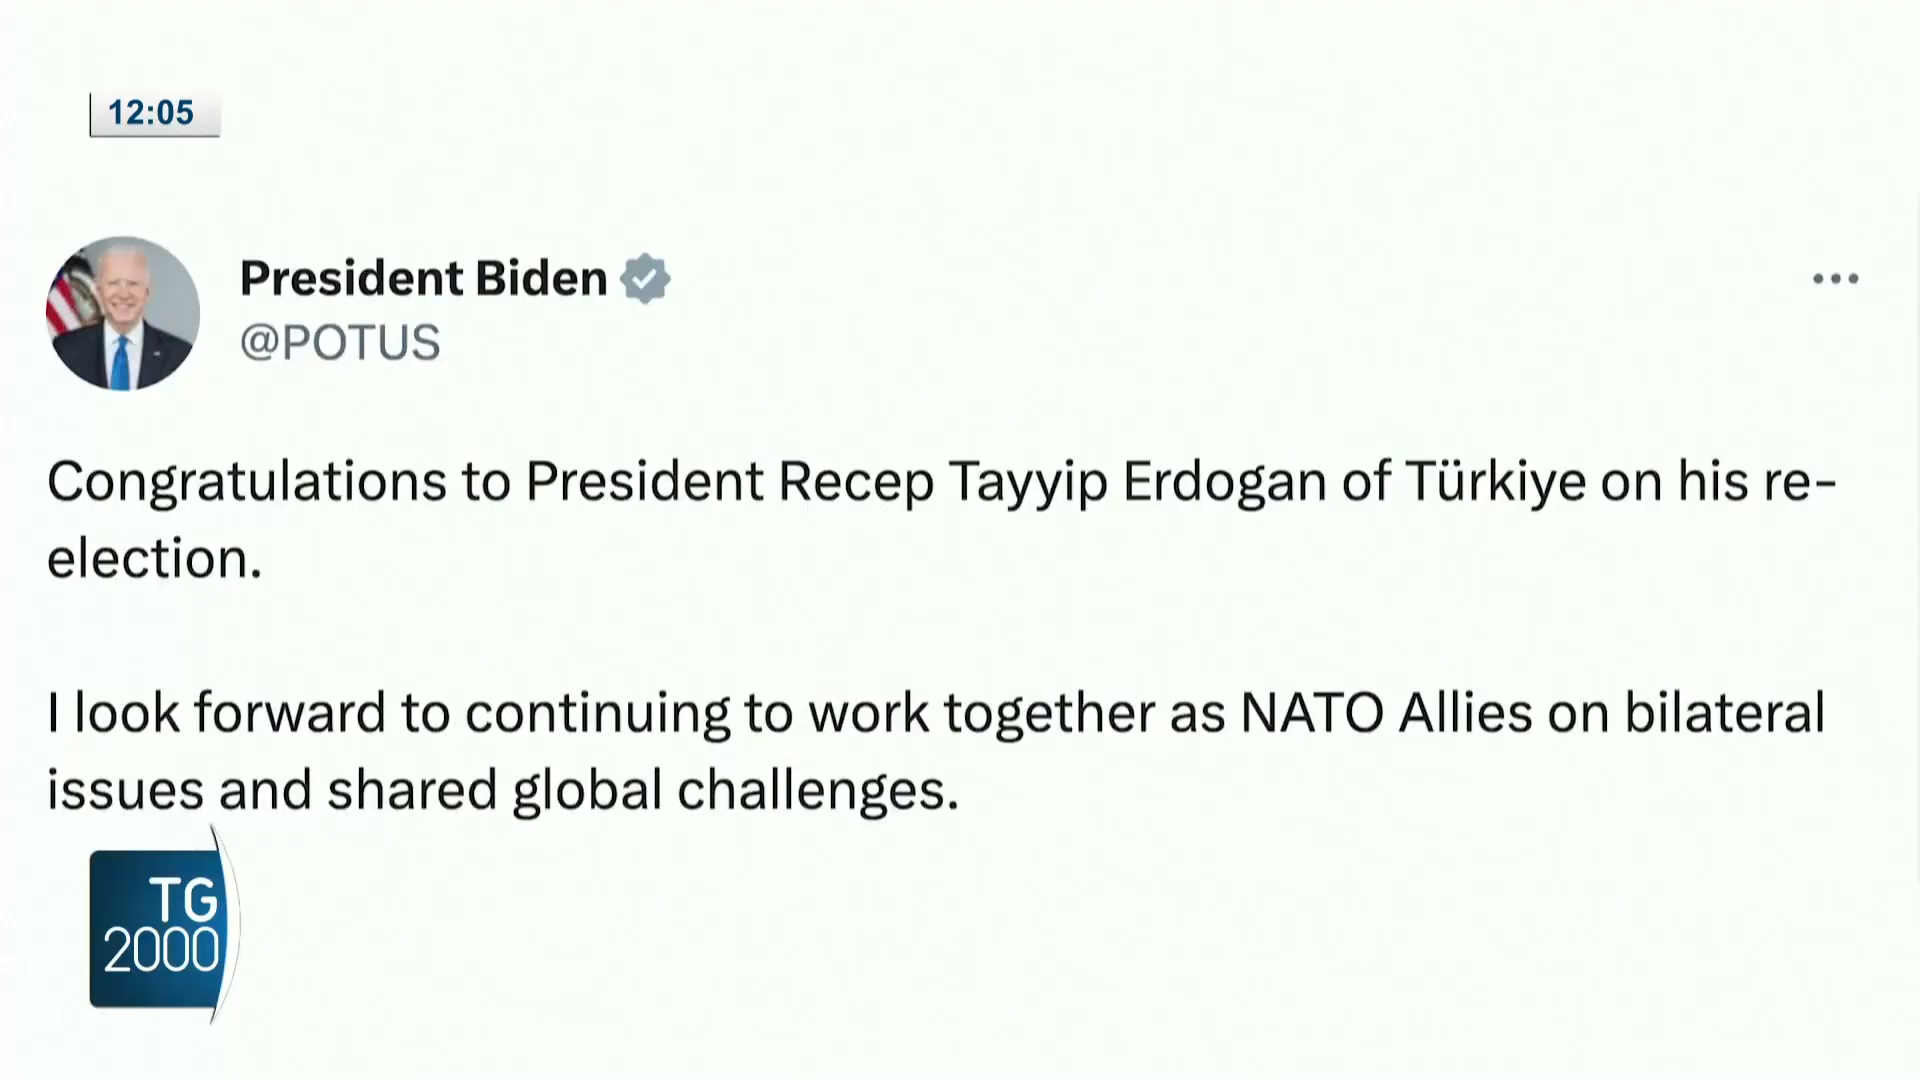 12:05
President Biden
@POTUS
Congratulations to President Recep Tayyip Erdogan of Türkiye on his re-
election.
I look forward to continuing to work together as NATO Allies on bilateral
issues and shared global challenges.
TG
2000